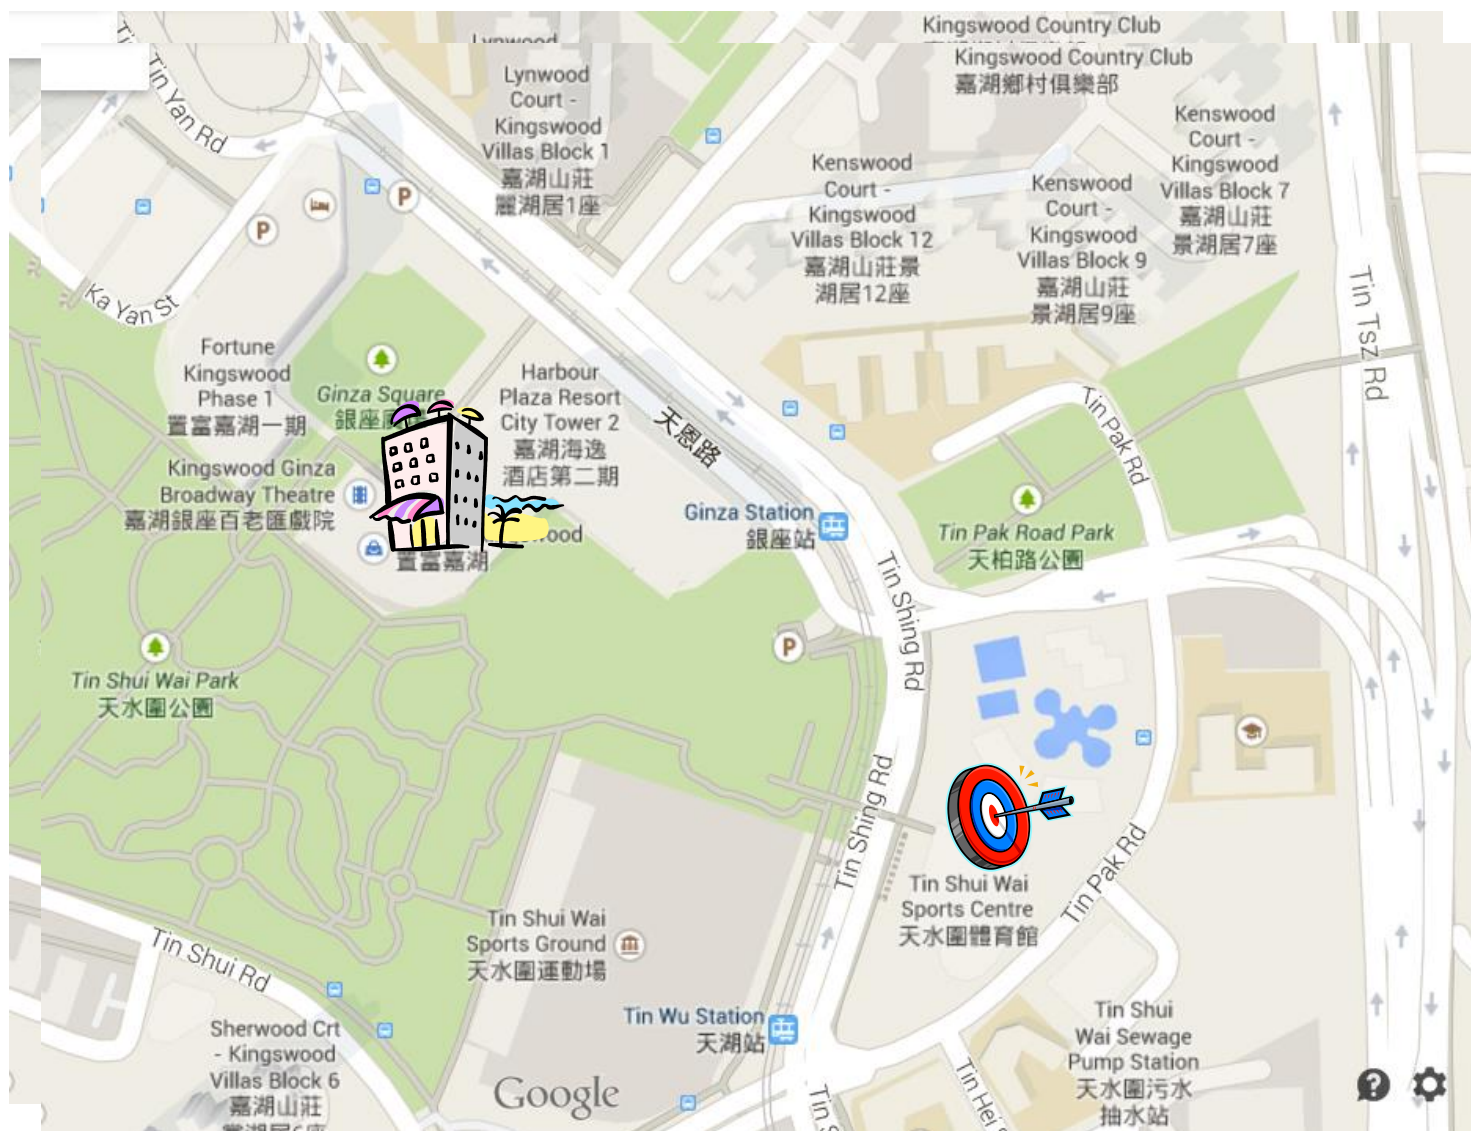 Kingswood Country Club
Kingswood Country Club
嘉湖鄉村俱樂部
Lynwood
Lynwood
Court -
Kingswood
Villas Block 1
嘉湖山莊
麗湖居1座
Tin Yan Rd
Kenswood
Court -
Kingswood
Villas Block 7
嘉湖山莊
景湖居7座
Kenswood
Court -
Kingswood
Villas Block 12
嘉湖山莊景
湖居12座
Kenswood
Court -
Kingswood
Villas Block 9
嘉湖山莊
景湖居9座
P
P
Ka Yan St
Tin Tsz Rd
Fortune
Kingswood
Phase 1
置富嘉湖一期
Ginza Square
銀座
Harbour
Plaza Resort
City Tower 2
嘉湖海逸
酒店第二期
天恩路
Tin Pak Rd
Kingswood Ginza
Broadway Theatre
嘉湖銀座百老匯戲院
置富嘉湖
Ginza Station
銀座站
Tin Pak Road Park
天柏路公園
Tin Shing Rd
P
Tin Shui Wai Park
天水圍公園
Tin Shing Rd
Tin Pak Rd
Tin Shui Wai
Sports Centre
天水圍體育館
Tin Shui Wai
Sports Ground
天水圍運動場
Tin Shui Rd
Tin Wu Station
天湖站
Sherwood Crt
- Kingswood
Villas Block 6
嘉湖山莊
Tin Shui
Wai Sewage
Pump Station
天水圍污水
抽水站
Google
Tin Hei
Tin